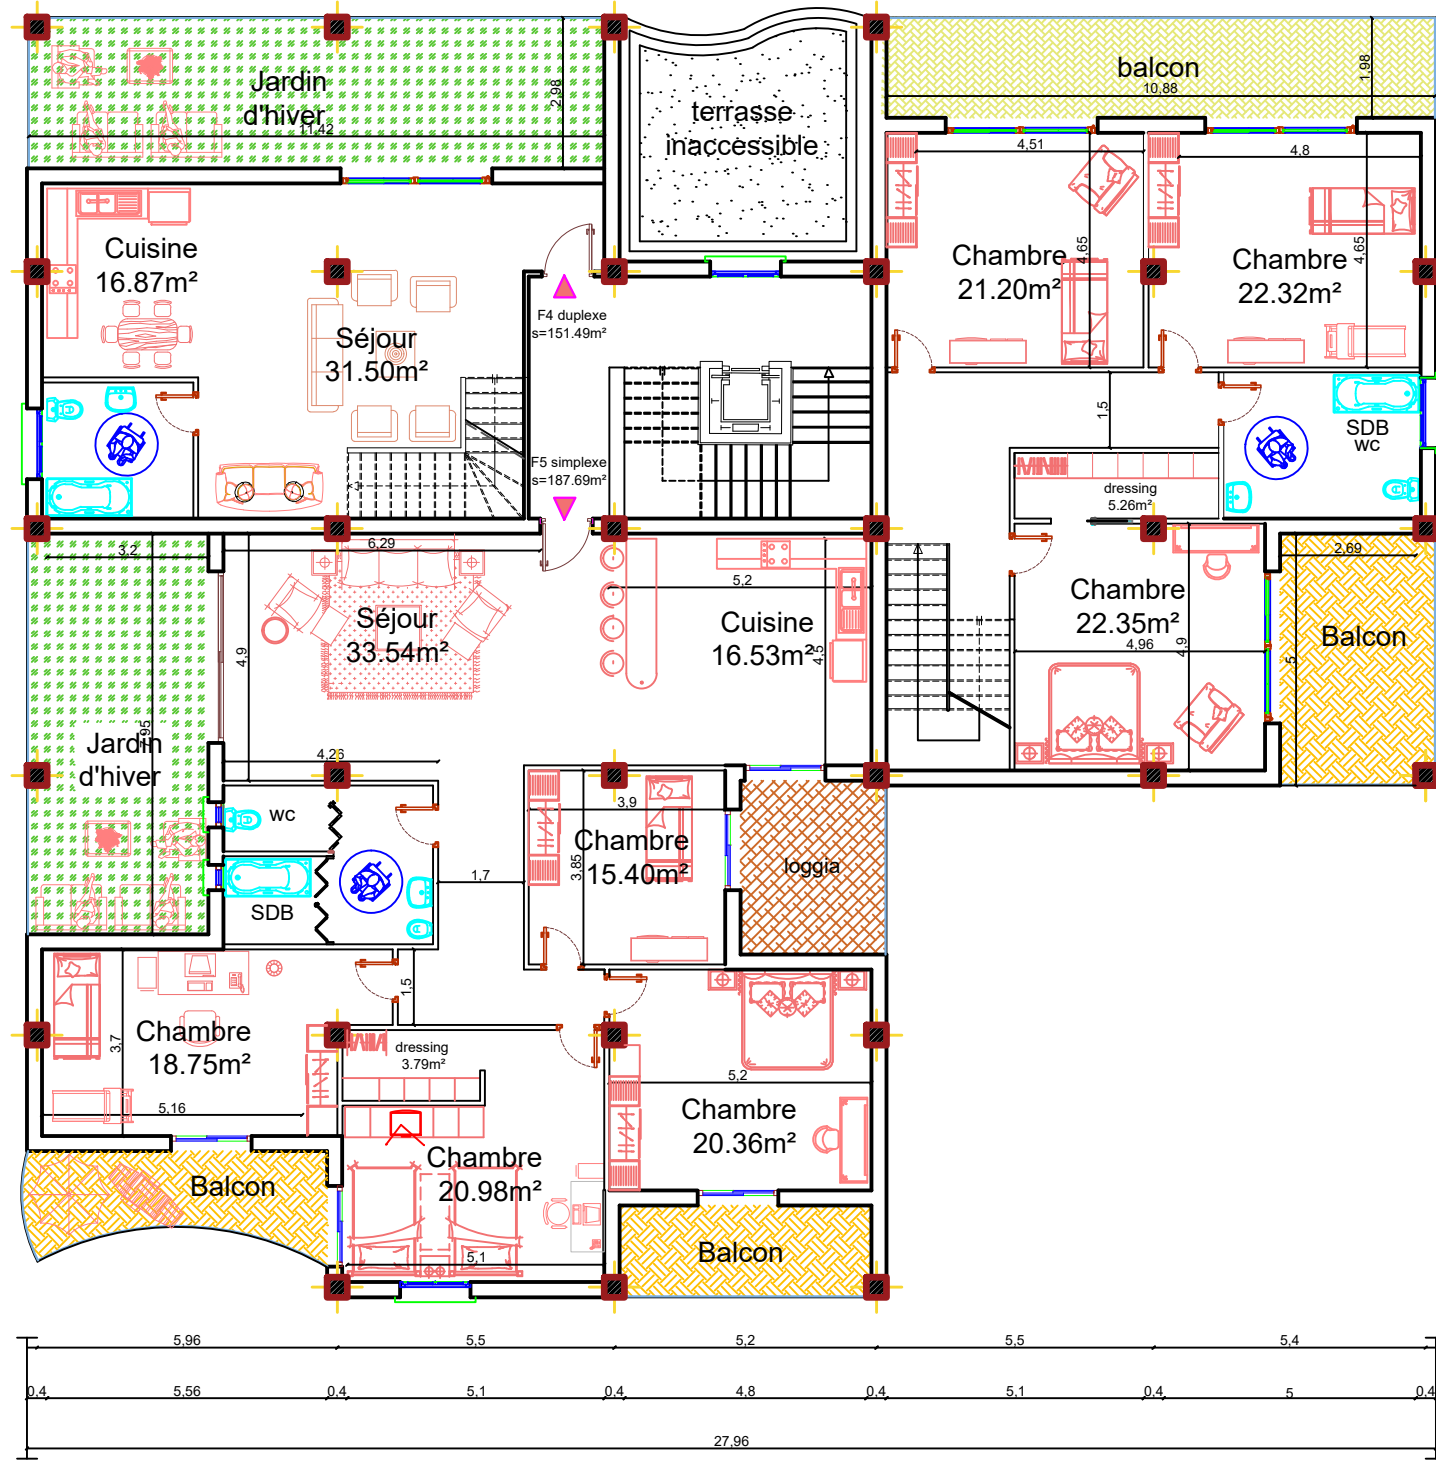 Jardin
d'hiver
11,42
2,98
terrasse
inaccessible
balcon
10,88
1,98
Cuisine
16.87m²
Séjour
31.50m²
F4 duplexe
s=151.49m²
F5 simplexe
s=187.69m²
4,51
4,65
Chambre
21.20m²
4,8
4,65
Chambre
22.32m²
1,5
SDB
wc
dressing
5.26m²
3,2
6,29
Séjour
33.54m²
4,9
4,26
5,2
Cuisine
16.53m²
4,5
Chambre
22.35m²
4,96
4,9
2,69
Balcon
5
Jardin
d'hiver
7,95
wc
SDB
1,7
3,9
Chambre
15.40m²
3,85
loggia
Chambre
18.75m²
3,7
5,16
1,5
dressing
3.79m²
5,2
Chambre
20.36m²
Chambre
20.98m²
5,1
Balcon
Balcon
5,96 5,5 5,2 5,5 5,4
0,4 5,56 0,4 5,1 0,4 4,8 0,4 5,1 0,4 5 0,4
27,96